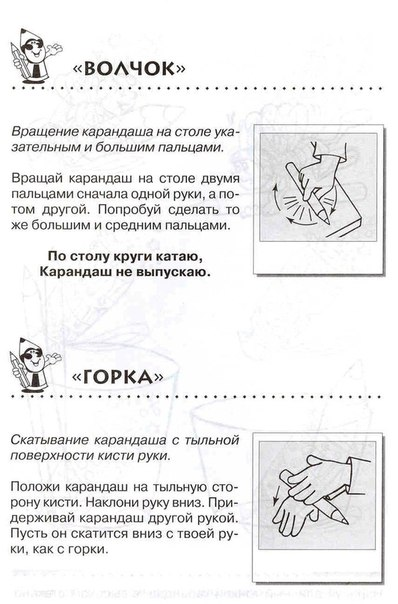 «ВОЛЧОК»
Вращение карандаша на столе ука-
зательным и большим пальцами.
Вращай карандаш на столе двумя
пальцами сначала одной руки, а по-
том другой. Попробуй сделать то
же большим и средним пальцами.
По столу круги катаю,
Карандаш не выпускаю.
«ГОРКА»
Скатывание карандаша с тыльной
поверхности кисти руки.
Положи карандаш на тыльную сто-
рону кисти. Наклони руку вниз. При-
держивай карандаш другой рукой.
Пусть он скатится вниз с твоей ру-
ки, как с горки.